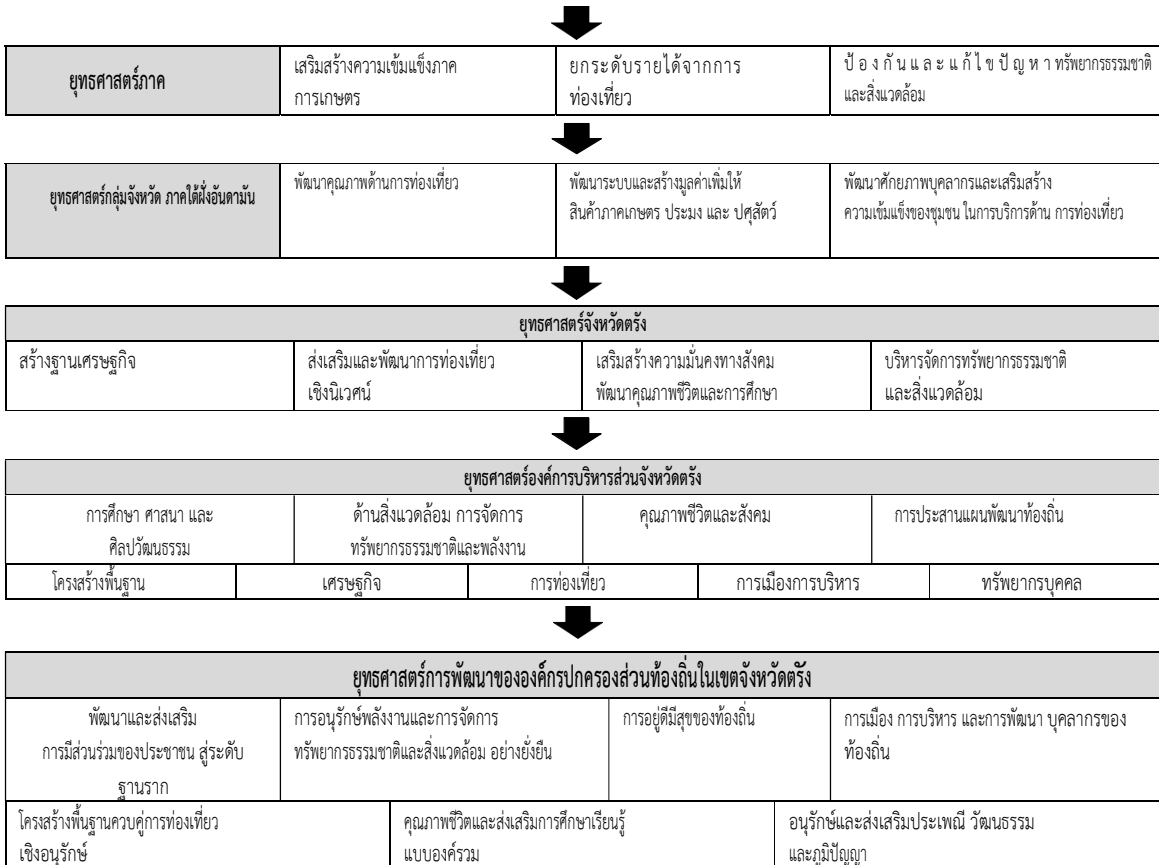 ยุทธศาสตร์ภาค
เสริมสร้างความเข้มแข็งภาค
การเกษตร
ยกระดับรายได้จากการ
ท่องเที่ยว
ป้องกันและแก้ไขปัญหาทรัพยากรธรรมชาติ
และสิ่งแวดล้อม
ยุทธศาสตร์กลุ่มจังหวัด ภาคใต้ฝั่งอันดามัน
พัฒนาคุณภาพด้านการท่องเที่ยว
พัฒนาระบบและสร้างมูลค่าเพิ่มให้
สินค้าภาคเกษตร ประมง และ ปศุสัตว์
พัฒนาศักยภาพบุคลากรและเสริมสร้าง
ความเข้มแข็งของชุมชน ในการบริการด้าน การท่องเที่ยว
ยุทธศาสตร์จังหวัดตรัง
สร้างฐานเศรษฐกิจ
ส่งเสริมและพัฒนาการท่องเที่ยว
เชิงนิเวศน์
เสริมสร้างความมั่นคงทางสังคม
พัฒนาคุณภาพชีวิตและการศึกษา
บริหารจัดการทรัพยากรธรรมชาติ
และสิ่งแวดล้อม
ยุทธศาสตร์องค์การบริหารส่วนจังหวัดตรัง
การศึกษา ศาสนา และ
ศิลปวัฒนธรรม
ด้านสิ่งแวดล้อม การจัดการ
ทรัพยากรธรรมชาติและพลังงาน
คุณภาพชีวิตและสังคม
การประสานแผนพัฒนาท้องถิ่น
โครงสร้างพื้นฐาน
เศรษฐกิจ
การท่องเที่ยว
การเมืองการบริหาร
ทรัพยากรบุคคล
ยุทธศาสตร์การพัฒนาขององค์กรปกครองส่วนท้องถิ่นในเขตจังหวัดตรัง
พัฒนาและส่งเสริม
การมีส่วนร่วมของประชาชน สู่ระดับ
ฐานราก
การอนุรักษ์พลังงานและการจัดการ
ทรัพยากรธรรมชาติและสิ่งแวดล้อม อย่างยั่งยืน
การอยู่ดีมีสุขของท้องถิ่น
การเมือง การบริหาร และการพัฒนา บุคลากรของ
ท้องถิ่น
โครงสร้างพื้นฐานควบคู่การท่องเที่ยว
เชิงอนุรักษ์
คุณภาพชีวิตและส่งเสริมการศึกษาเรียนรู้
แบบองค์รวม
อนุรักษ์และส่งเสริมประเพณี วัฒนธรรม
และภูมิปัญญา